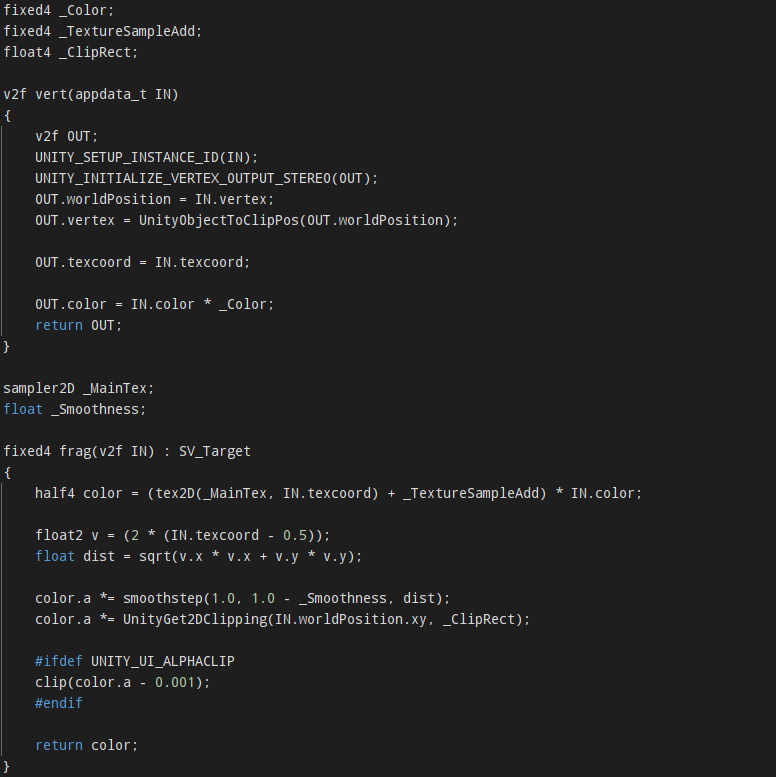 fixed4 _Color;
fixed4 _TextureSampleAdd;
float4 _ClipRect;

v2f vert(appdata_t IN)
{
    v2f OUT;
    UNITY_SETUP_INSTANCE_ID(IN);
    UNITY_INITIALIZE_VERTEX_OUTPUT_STEREO(OUT);
    OUT.worldPosition = IN.vertex;
    OUT.vertex = UnityObjectToClipPos(OUT.worldPosition);

    OUT.texcoord = IN.texcoord;

    OUT.color = IN.color * _Color;
    return OUT;
}

sampler2D _MainTex;
float _Smoothness;

fixed4 frag(v2f IN) : SV_Target
{
    half4 color = (tex2D(_MainTex, IN.texcoord) + _TextureSampleAdd) * IN.color;

    float2 v = (2 * (IN.texcoord - 0.5));
    float dist = sqrt(v.x * v.x + v.y * v.y);

    color.a *= smoothstep(1.0, 1.0 - _Smoothness, dist);
    color.a *= UnityGet2DClipping(IN.worldPosition.xy, _ClipRect);

    #ifdef UNITY_UI_ALPHACLIP
    clip(color.a - 0.001);
    #endif

    return color;
}